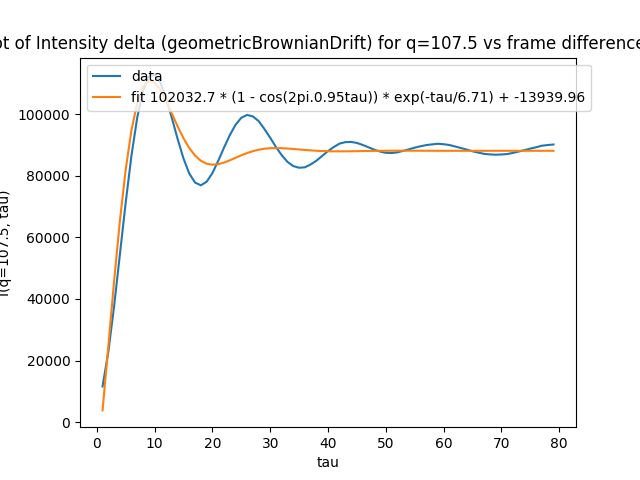 ot of Intensity delta (geometricBrownianDrift) for q=107.5 vs frame difference
data
fit 102032.7 * (1 - cos(2pi.0.95tau)) * exp(-tau/6.71) + -13939.96
100000
80000
60000
40000
20000
0
I(q=107.5, tau)
0 10 20 30 40 50 60 70 80
tau